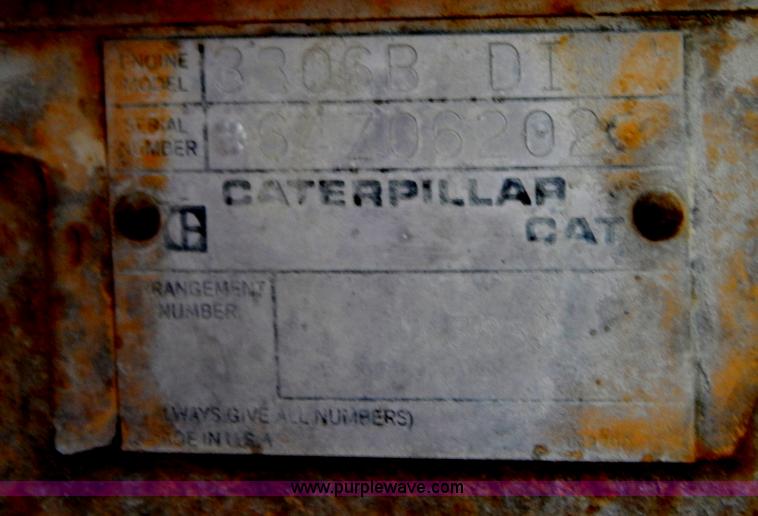 ENGINE MODEL 3306B DI
SERIAL NUMBER 64Z06202
CATERPILLAR
CAT
RANGEMENT
NUMBER
WAYS GIVE ALL NUMBERS)
DE IN U.S.A
www.purplewave.com